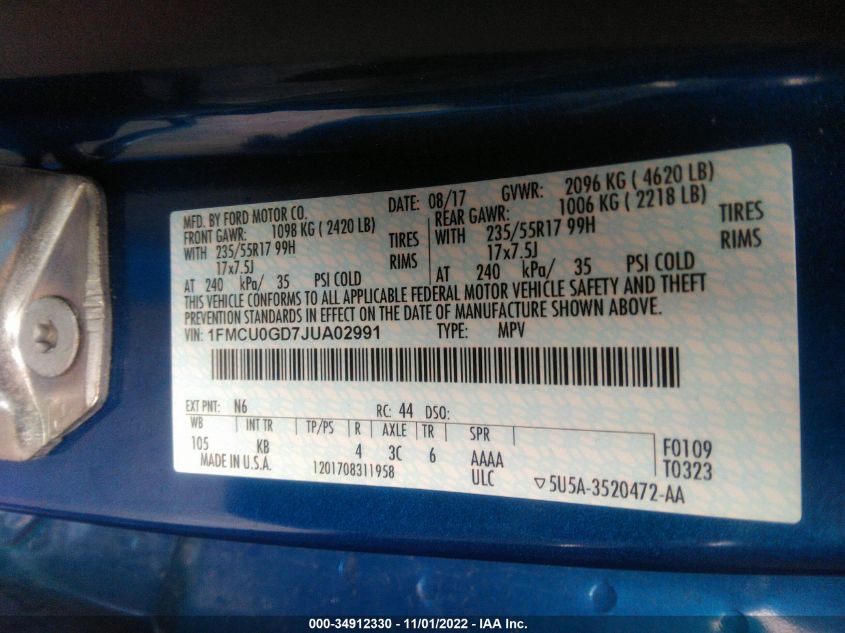 MFD. BY FORD MOTOR CO. DATE: 08/17 GVWR: 2096 KG ( 4620 LB)
FRONT GAWR: 1098 KG ( 2420 LB) REAR GAWR: 1006 KG ( 2218 LB)
WITH 235/55R17 99H TIRES WITH 235/55R17 99H TIRES
17x7.5J RIMS 17x7.5J RIMS
AT 240 kPa/ 35 PSI COLD AT 240 kPa/ 35 PSI COLD
THIS VEHICLE CONFORMS TO ALL APPLICABLE FEDERAL MOTOR VEHICLE SAFETY AND THEFT
PREVENTION STANDARDS IN EFFECT ON THE DATE OF MANUFACTURE SHOWN ABOVE.
VIN: 1FMCU0GD7JUA02991 TYPE: MPV
EXT PNT: N6 RC: 44 DSO:
WB INT TR TP/PS R AXLE TR SPR
105 KB 4 3C 6 AAAA F0109
MADE IN U.S.A. 1201708311958 ULC T0323
▽5U5A-3520472-AA
000-34912330 - 11/01/2022 - IAA Inc.